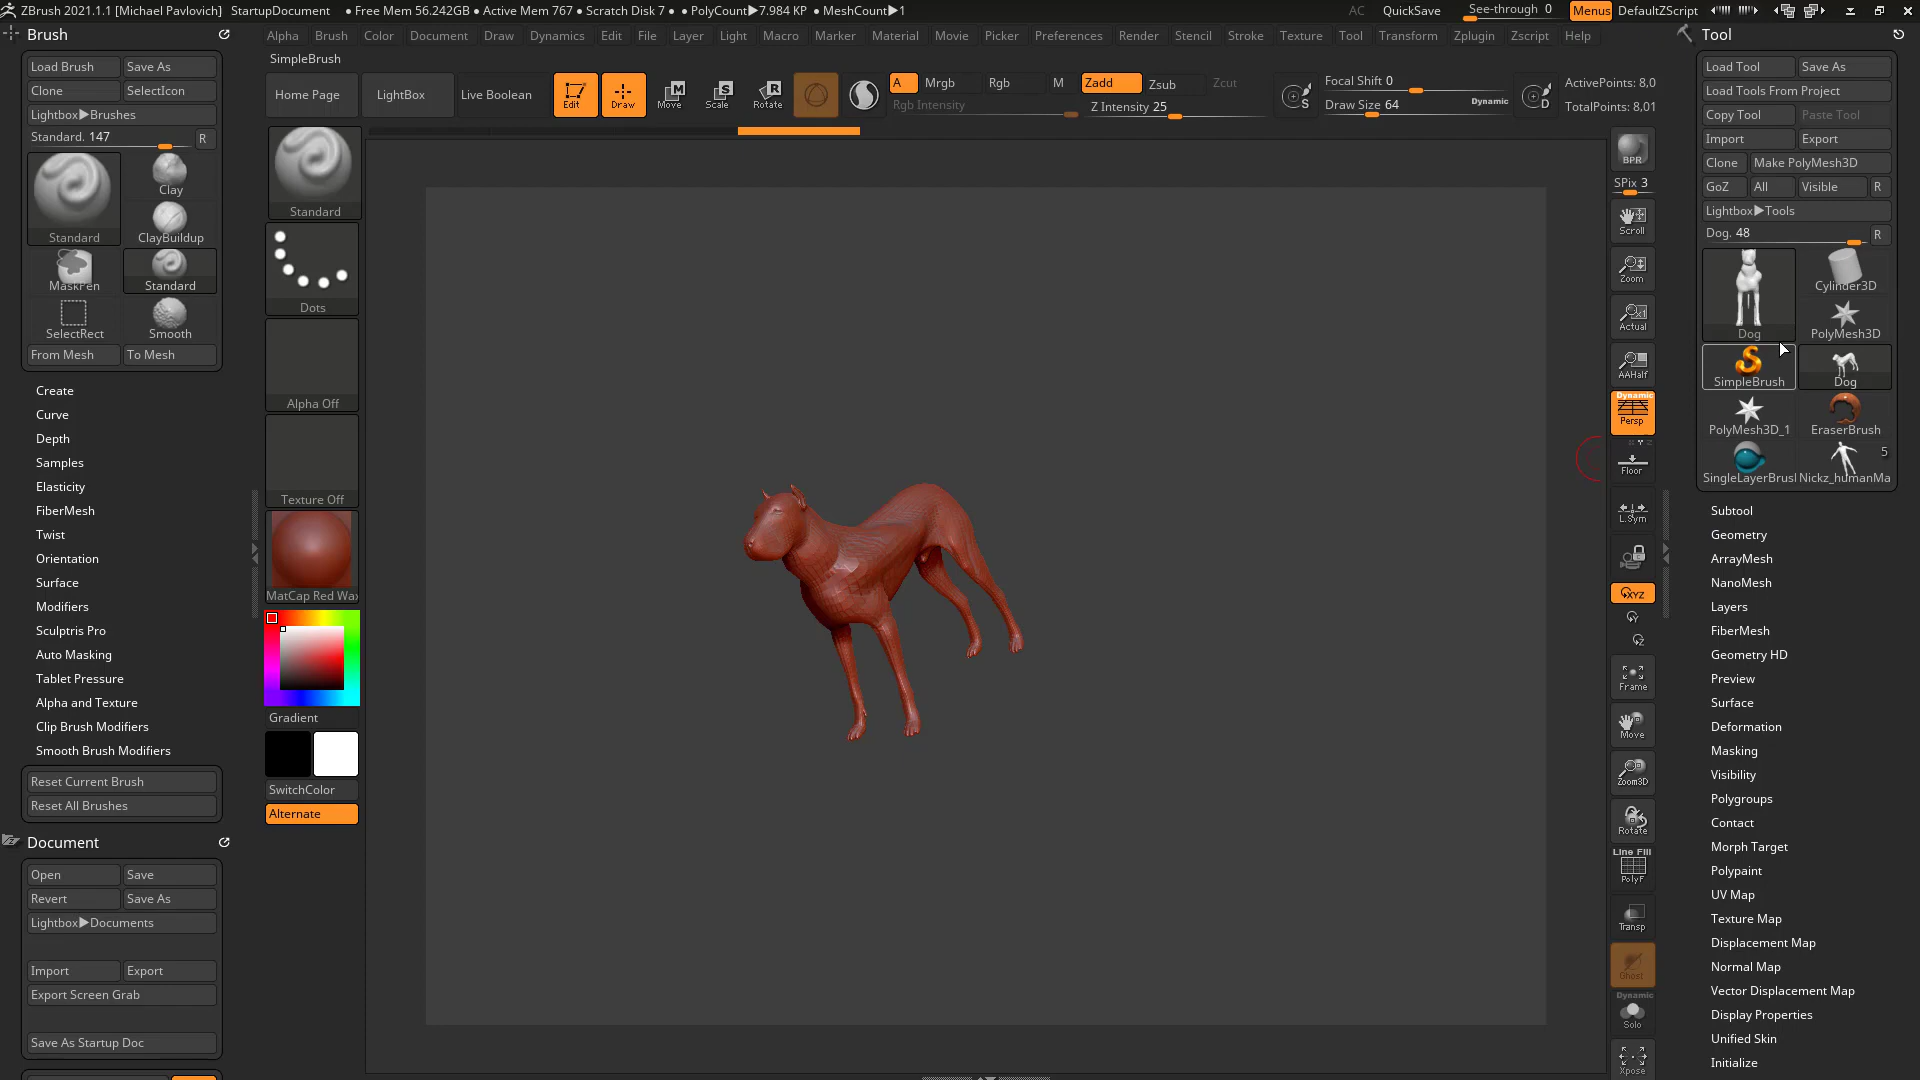 ZBrush 2021.1.1 [Michael Pavlovich] StartupDocument • Free Mem 56.242GB • Active Mem 767 • Scratch Disk 7 • • PolyCount▶7.984 KP • MeshCount▶1 AC QuickSave See-through 0 Menus DefaultZScript
Brush
Alpha Brush Color Document Draw Dynamics Edit File Layer Light Macro Marker Material Movie Picker Preferences Render Stencil Stroke Texture Tool Transform Zplugin Zscript Help
Tool
SimpleBrush
Load Brush Save As
Clone SelectIcon
Lightbox▶Brushes
Standard. 147 R
Standard
Clay
ClayBuildup
MaskPen
Standard
SelectRect
Smooth
From Mesh To Mesh
Create
Curve
Depth
Samples
Elasticity
FiberMesh
Twist
Orientation
Surface
Modifiers
Sculptris Pro
Auto Masking
Tablet Pressure
Alpha and Texture
Clip Brush Modifiers
Smooth Brush Modifiers
Reset Current Brush
Reset All Brushes
Document
Open Save
Revert Save As
Lightbox▶Documents
Import Export
Export Screen Grab
Save As Startup Doc
Home Page LightBox Live Boolean Edit Draw Move Scale Rotate
A Mrgb Rgb M Zadd Zsub Zcut
Rgb Intensity Z Intensity 25
S
Focal Shift 0
Draw Size 64 Dynamic
D
ActivePoints: 8,0
TotalPoints: 8,01
Standard
Dots
Alpha Off
Texture Off
MatCap Red Wax
Gradient
SwitchColor
Alternate
BPR
SPix 3
Scroll
Zoom
Actual
AAHalf
Dynamic
Persp
Floor
L.Sym
XYZ
Frame
Move
Zoom3D
Rotate
Line Fill
PolyF
Transp
Ghost
Dynamic
Solo
Xpose
Load Tool Save As
Load Tools From Project
Copy Tool Paste Tool
Import Export
Clone Make PolyMesh3D
GoZ All Visible R
Lightbox▶Tools
Dog. 48 R
Dog
Cylinder3D
PolyMesh3D
SimpleBrush
Dog
PolyMesh3D_1
EraserBrush
SingleLayerBrusl
Nickz_humanMa
5
Subtool
Geometry
ArrayMesh
NanoMesh
Layers
FiberMesh
Geometry HD
Preview
Surface
Deformation
Masking
Visibility
Polygroups
Contact
Morph Target
Polypaint
UV Map
Texture Map
Displacement Map
Normal Map
Vector Displacement Map
Display Properties
Unified Skin
Initialize